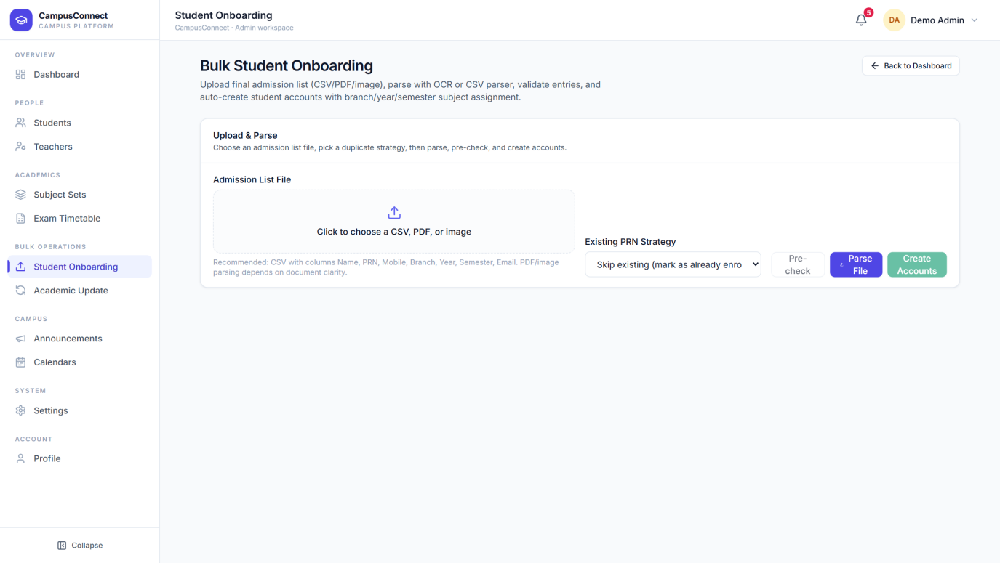 CampusConnect
CAMPUS PLATFORM
OVERVIEW
Dashboard
PEOPLE
Students
Teachers
ACADEMICS
Subject Sets
Exam Timetable
BULK OPERATIONS
Student Onboarding
Academic Update
CAMPUS
Announcements
Calendars
SYSTEM
Settings
ACCOUNT
Profile
Collapse
Student Onboarding
CampusConnect · Admin workspace
5
DA
Demo Admin
Bulk Student Onboarding
Upload final admission list (CSV/PDF/image), parse with OCR or CSV parser, validate entries, and
auto-create student accounts with branch/year/semester subject assignment.
Back to Dashboard
Upload & Parse
Choose an admission list file, pick a duplicate strategy, then parse, pre-check, and create accounts.
Admission List File
Click to choose a CSV, PDF, or image
Recommended: CSV with columns Name, PRN, Mobile, Branch, Year, Semester, Email. PDF/image
parsing depends on document clarity.
Existing PRN Strategy
Skip existing (mark as already enro
Pre-
check
Parse
File
Create
Accounts